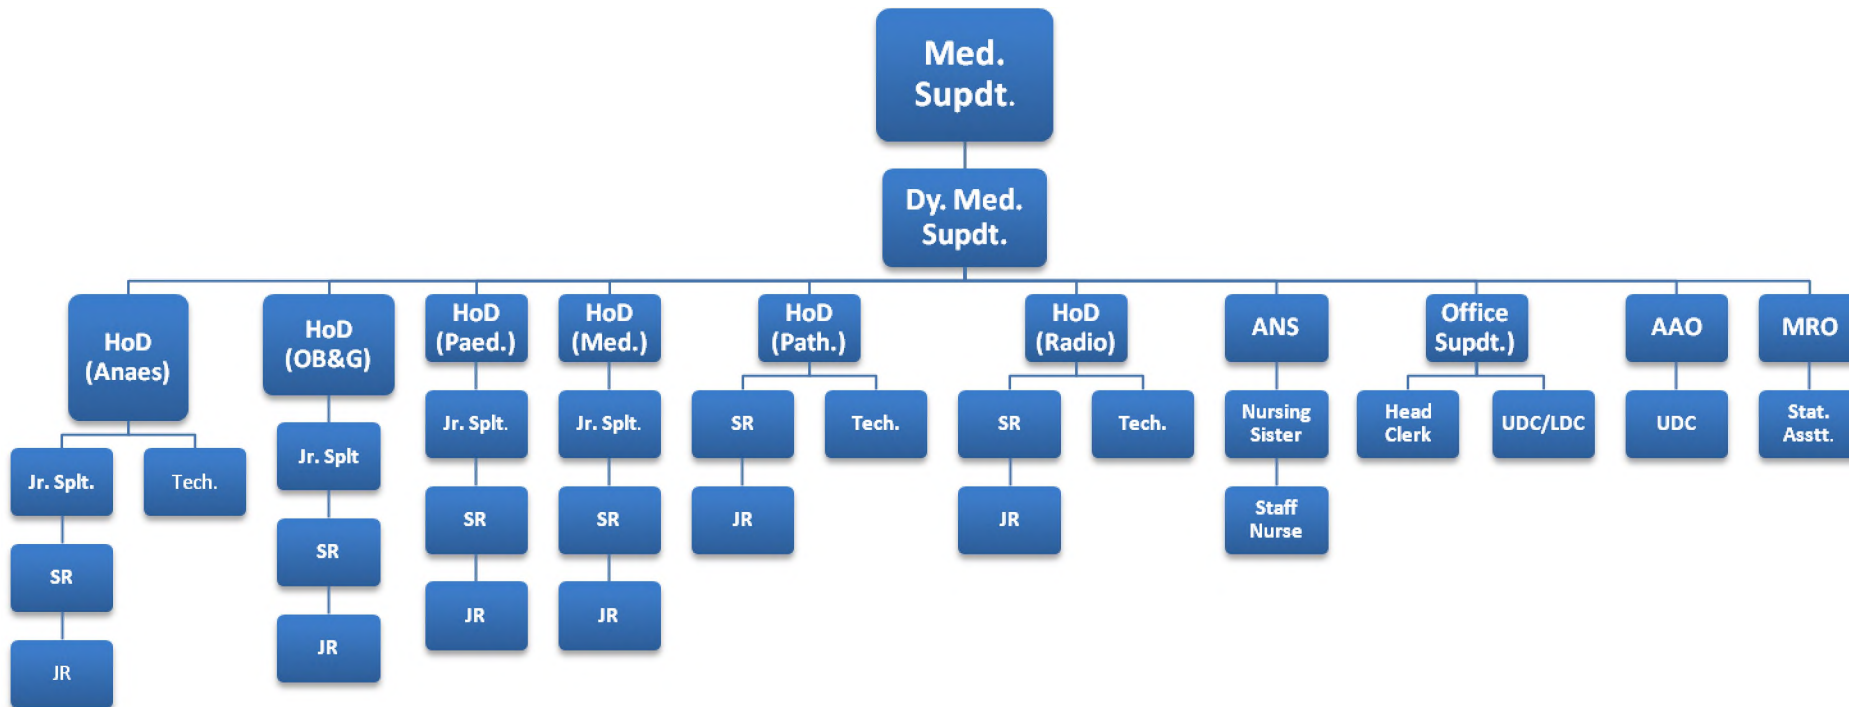 Med.
Supdt.
Dy. Med.
Supdt.
HoD
(Anaes)
HoD
(OB&G)
HoD
(Paed.)
HoD
(Med.)
HoD
(Path.)
HoD
(Radio)
ANS
Office
Supdt.)
AAO
MRO
Jr. Splt.
Tech.
Jr. Splt
Jr. Splt.
Jr. Splt.
SR
Tech.
SR
Tech.
Nursing
Sister
Head
Clerk
UDC/LDC
UDC
Stat.
Asstt.
SR
SR
SR
SR
JR
JR
Staff
Nurse
JR
JR
JR
JR